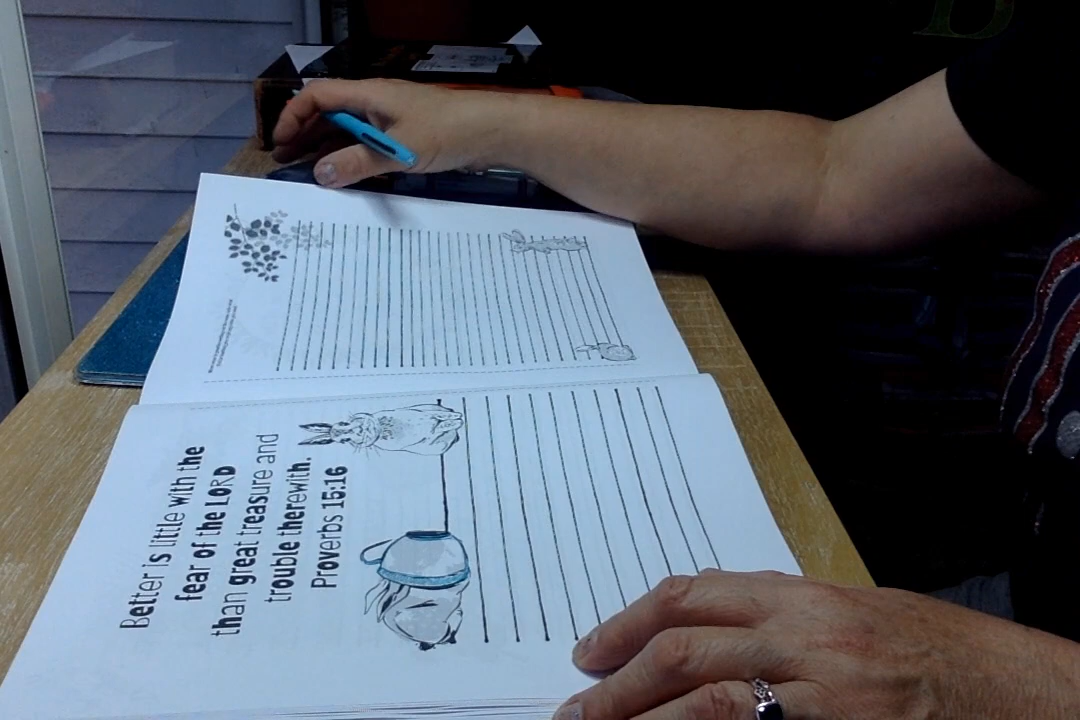 Better is little with the
fear of the LORD
than great treasure and
trouble therewith.
Proverbs 15:16